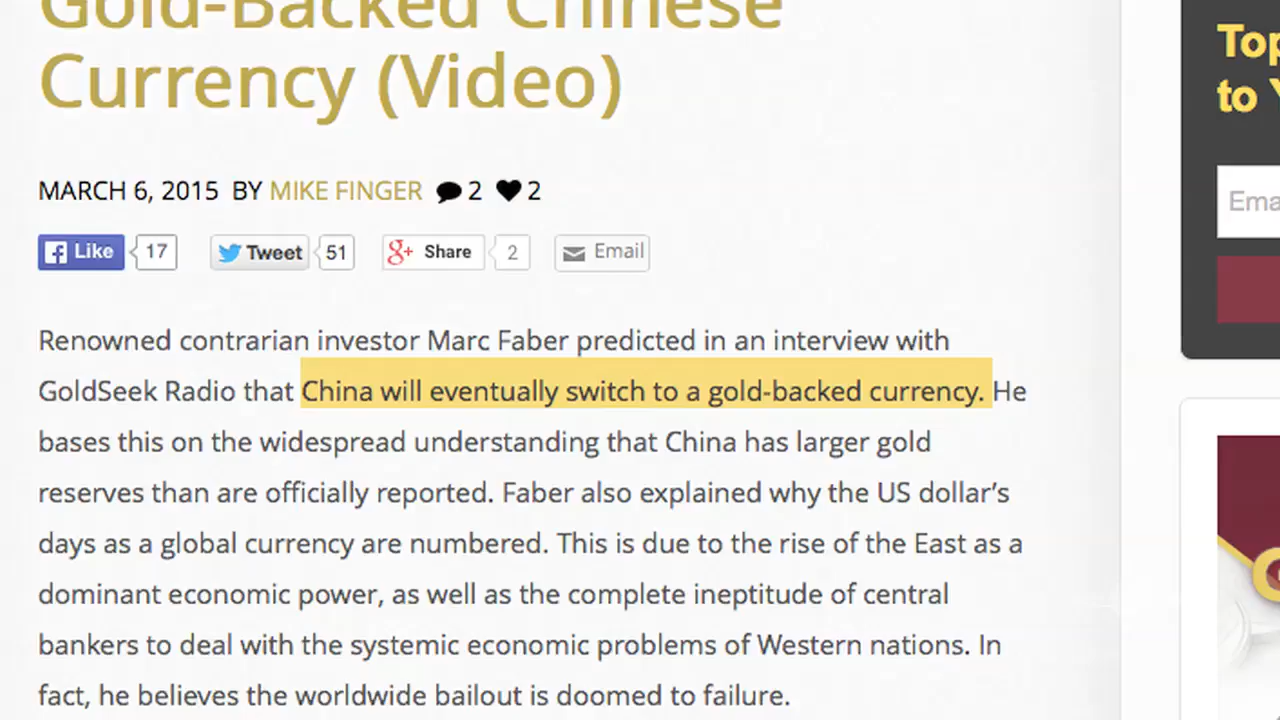 Gold-Backed Chinese
Currency (Video)
MARCH 6, 2015 BY MIKE FINGER 2 2
Like 17 Tweet 51 g+ Share 2 Email
Renowned contrarian investor Marc Faber predicted in an interview with
GoldSeek Radio that China will eventually switch to a gold-backed currency. He
bases this on the widespread understanding that China has larger gold
reserves than are officially reported. Faber also explained why the US dollar’s
days as a global currency are numbered. This is due to the rise of the East as a
dominant economic power, as well as the complete ineptitude of central
bankers to deal with the systemic economic problems of Western nations. In
fact, he believes the worldwide bailout is doomed to failure.
Top
to Y
Ema